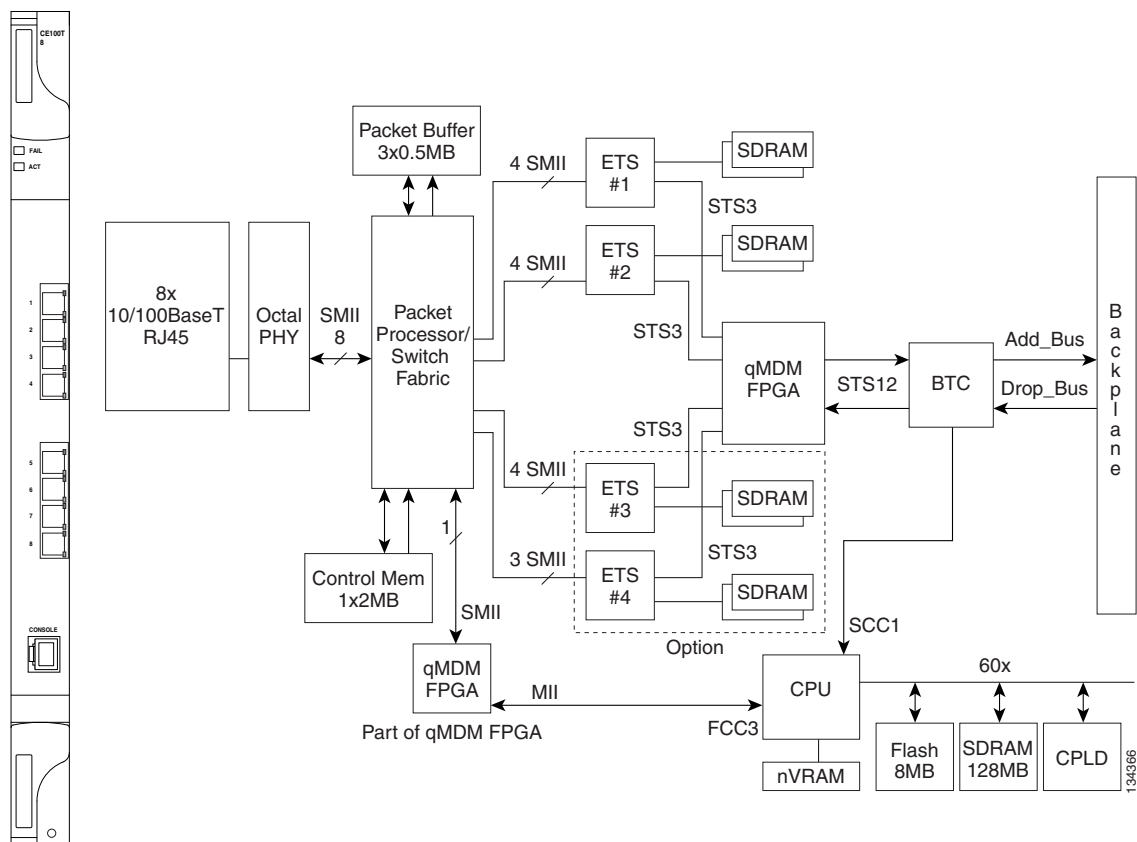 CE100T
8
FAIL
ACT
1
2
3
4
5
6
7
8
CONSOLE
8x
10/100BaseT
RJ45
Octal
PHY
SMII
8
Packet Buffer
3x0.5MB
Packet
Processor/
Switch
Fabric
Control Mem
1x2MB
1
SMII
qMDM
FPGA
Part of qMDM FPGA
MII
4 SMII
ETS
#1
SDRAM
STS3
4 SMII
ETS
#2
SDRAM
STS3
4 SMII
ETS
#3
SDRAM
STS3
3 SMII
ETS
#4
SDRAM
STS3
Option
qMDM
FPGA
STS12
BTC
Add_Bus
Drop_Bus
Backplane
SCC1
FCC3
CPU
nVRAM
60x
Flash
8MB
SDRAM
128MB
CPLD
134366